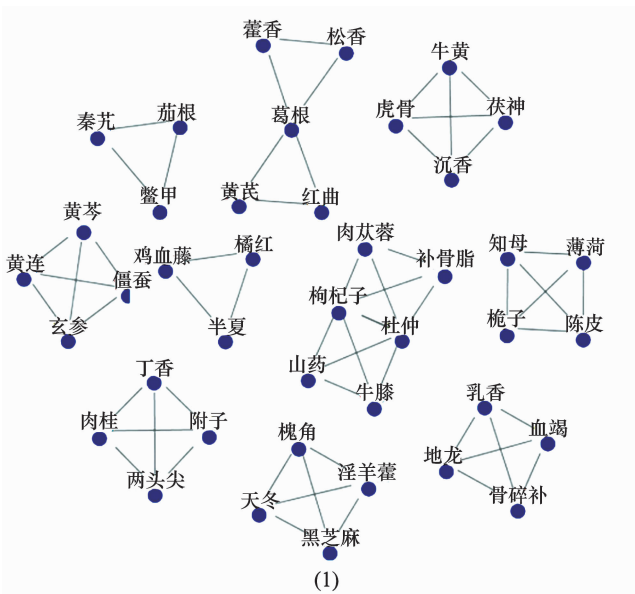 藿香
松香
牛黄
秦艽
茄根
葛根
虎骨
茯神
沉香
鳖甲
黄芪
红曲
黄芩
黄连
僵蚕
玄参
鸡血藤
橘红
半夏
肉苁蓉
补骨脂
枸杞子
杜仲
山药
牛膝
知母
薄菏
桅子
陈皮
丁香
肉桂
附子
两头尖
槐角
淫羊藿
天冬
黑芝麻
乳香
血竭
地龙
骨碎补
(1)